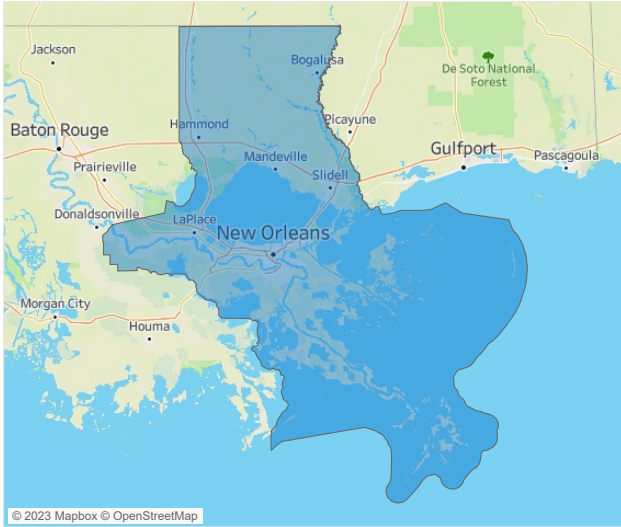 Jackson
Bogalusa
De Soto National
Forest
Hammond
Picayune
Baton Rouge
Gulfport
Mandeville
Pascagoula
Prairieville
Slidell
Donaldsonville
LaPlace
New Orleans
Morgan City
Houma
© 2023 Mapbox © OpenStreetMap